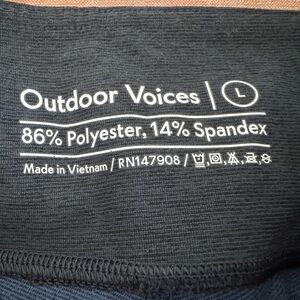 Outdoor Voices | L
86% Polyester, 14% Spandex
Made in Vietnam / RN147908 /